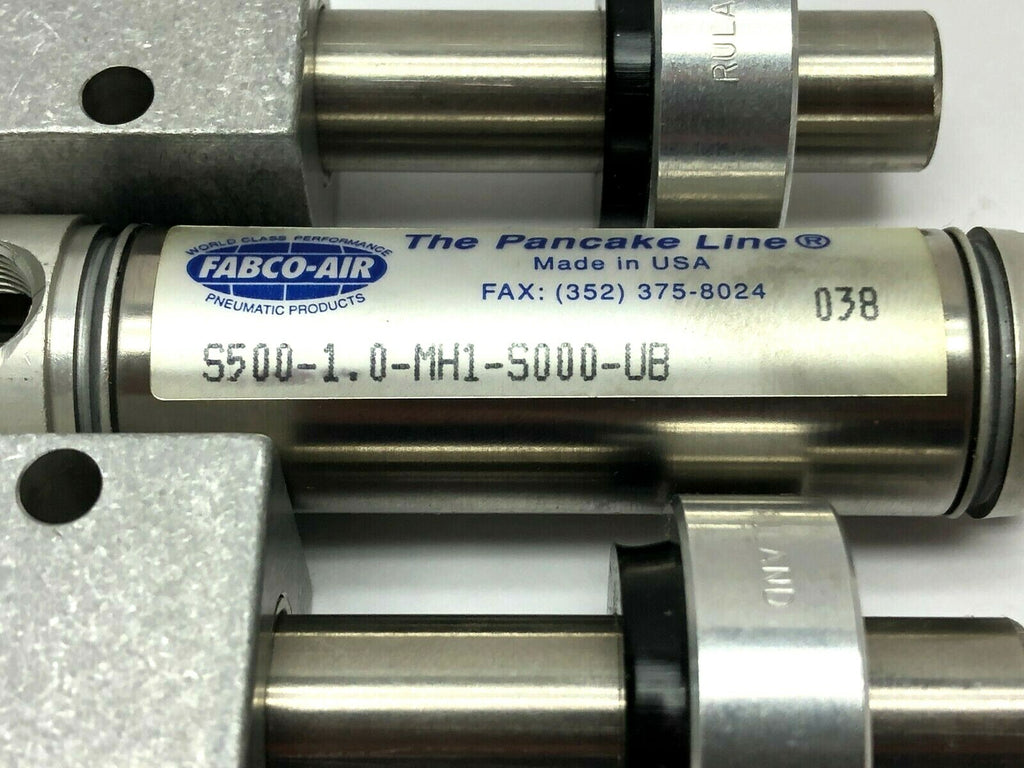 RULA
WORLD CLASS PERFORMANCE
FABCO-AIR
PNEUMATIC PRODUCTS
The Pancake Line®
Made in USA
FAX: (352) 375-8024
038
S500-1.0-MH1-S000-UB
AND